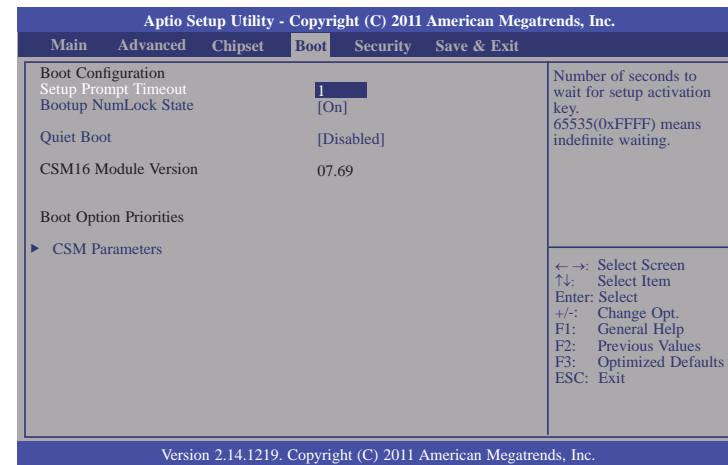 Aptio Setup Utility - Copyright (C) 2011 American Megatrends, Inc.
Main Advanced Chipset Boot Security Save & Exit
Boot Configuration
Setup Prompt Timeout 1
Bootup NumLock State [On]
Quiet Boot [Disabled]
CSM16 Module Version 07.69
Boot Option Priorities
▶ CSM Parameters
Number of seconds to
wait for setup activation
key.
65535(0xFFFF) means
indefinite waiting.
←→: Select Screen
↑↓: Select Item
Enter: Select
+/-: Change Opt.
F1: General Help
F2: Previous Values
F3: Optimized Defaults
ESC: Exit
Version 2.14.1219. Copyright (C) 2011 American Megatrends, Inc.